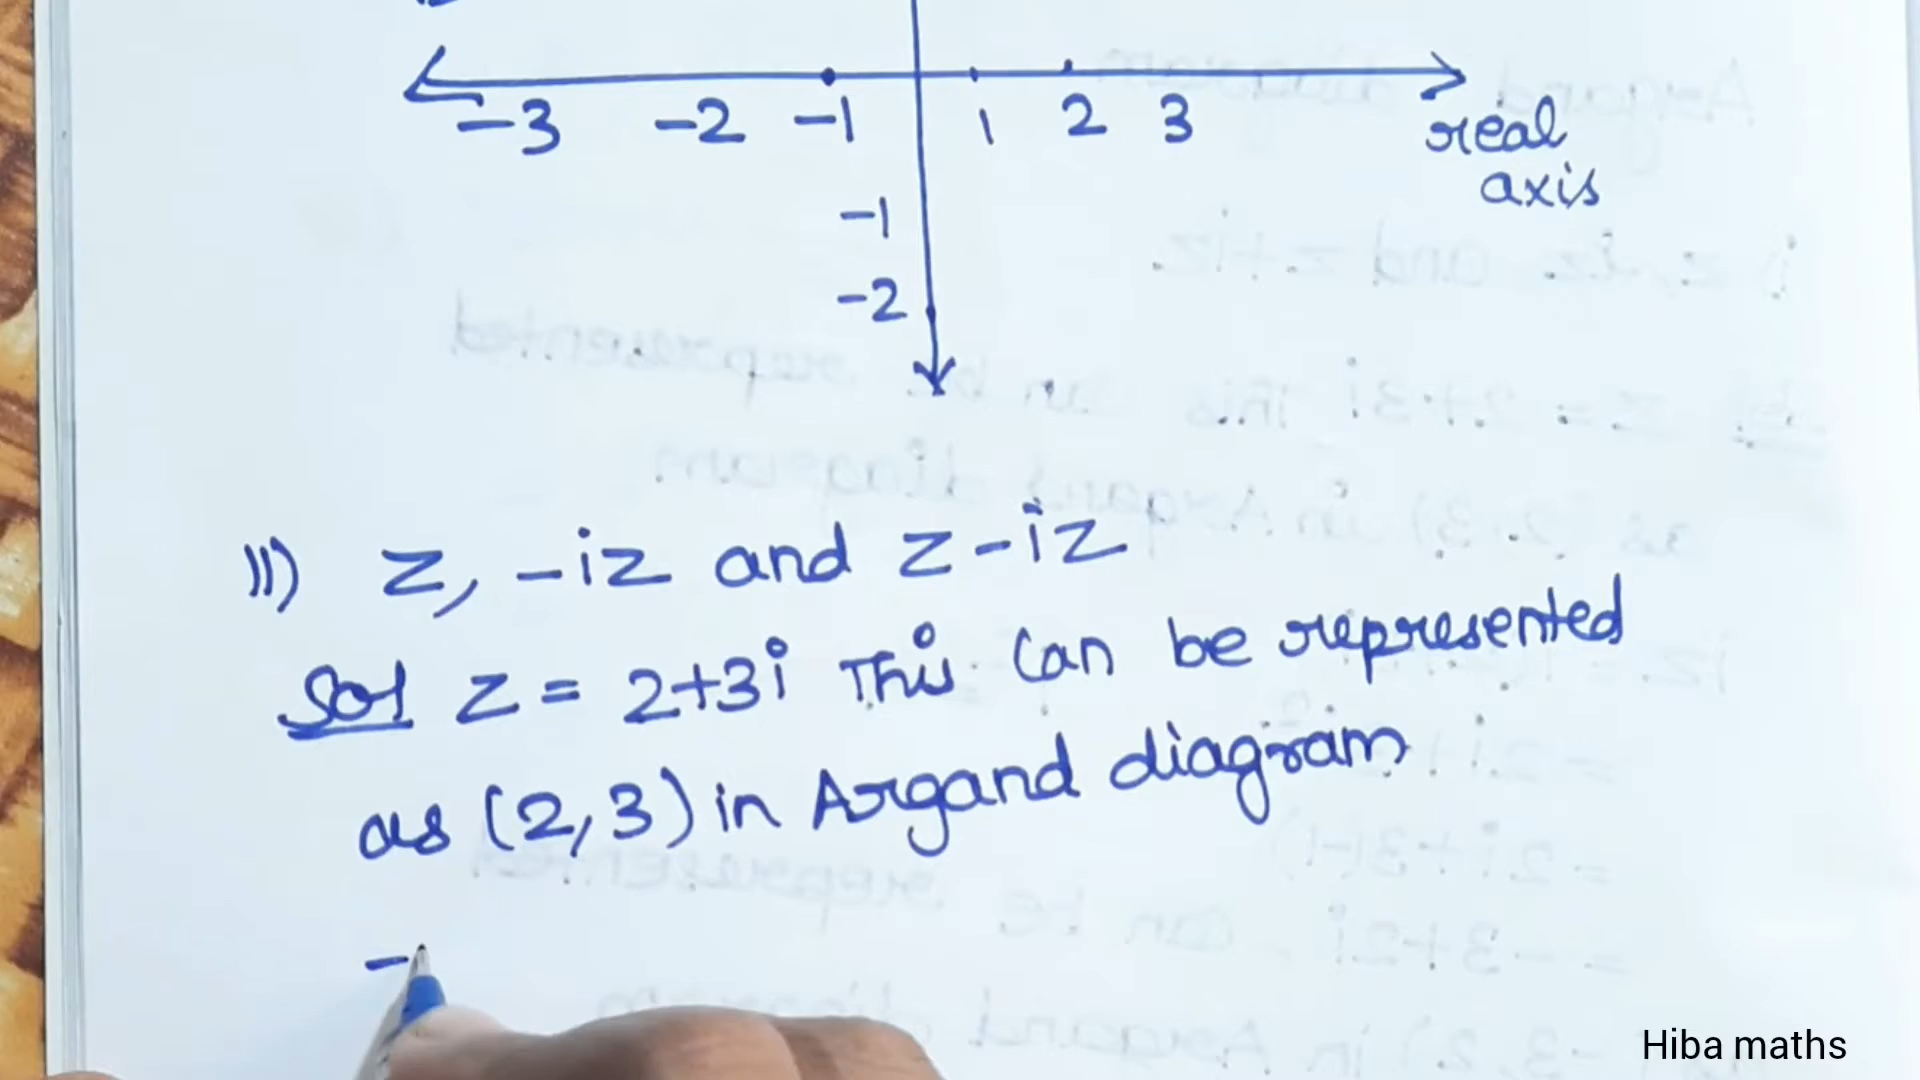 -3 -2 -1 1 2 3 real
axis
-1
-2
II) z, -iz and z-iz
Sol z = 2+3i This can be represented
as (2,3) in Argand diagram
-
Hiba maths